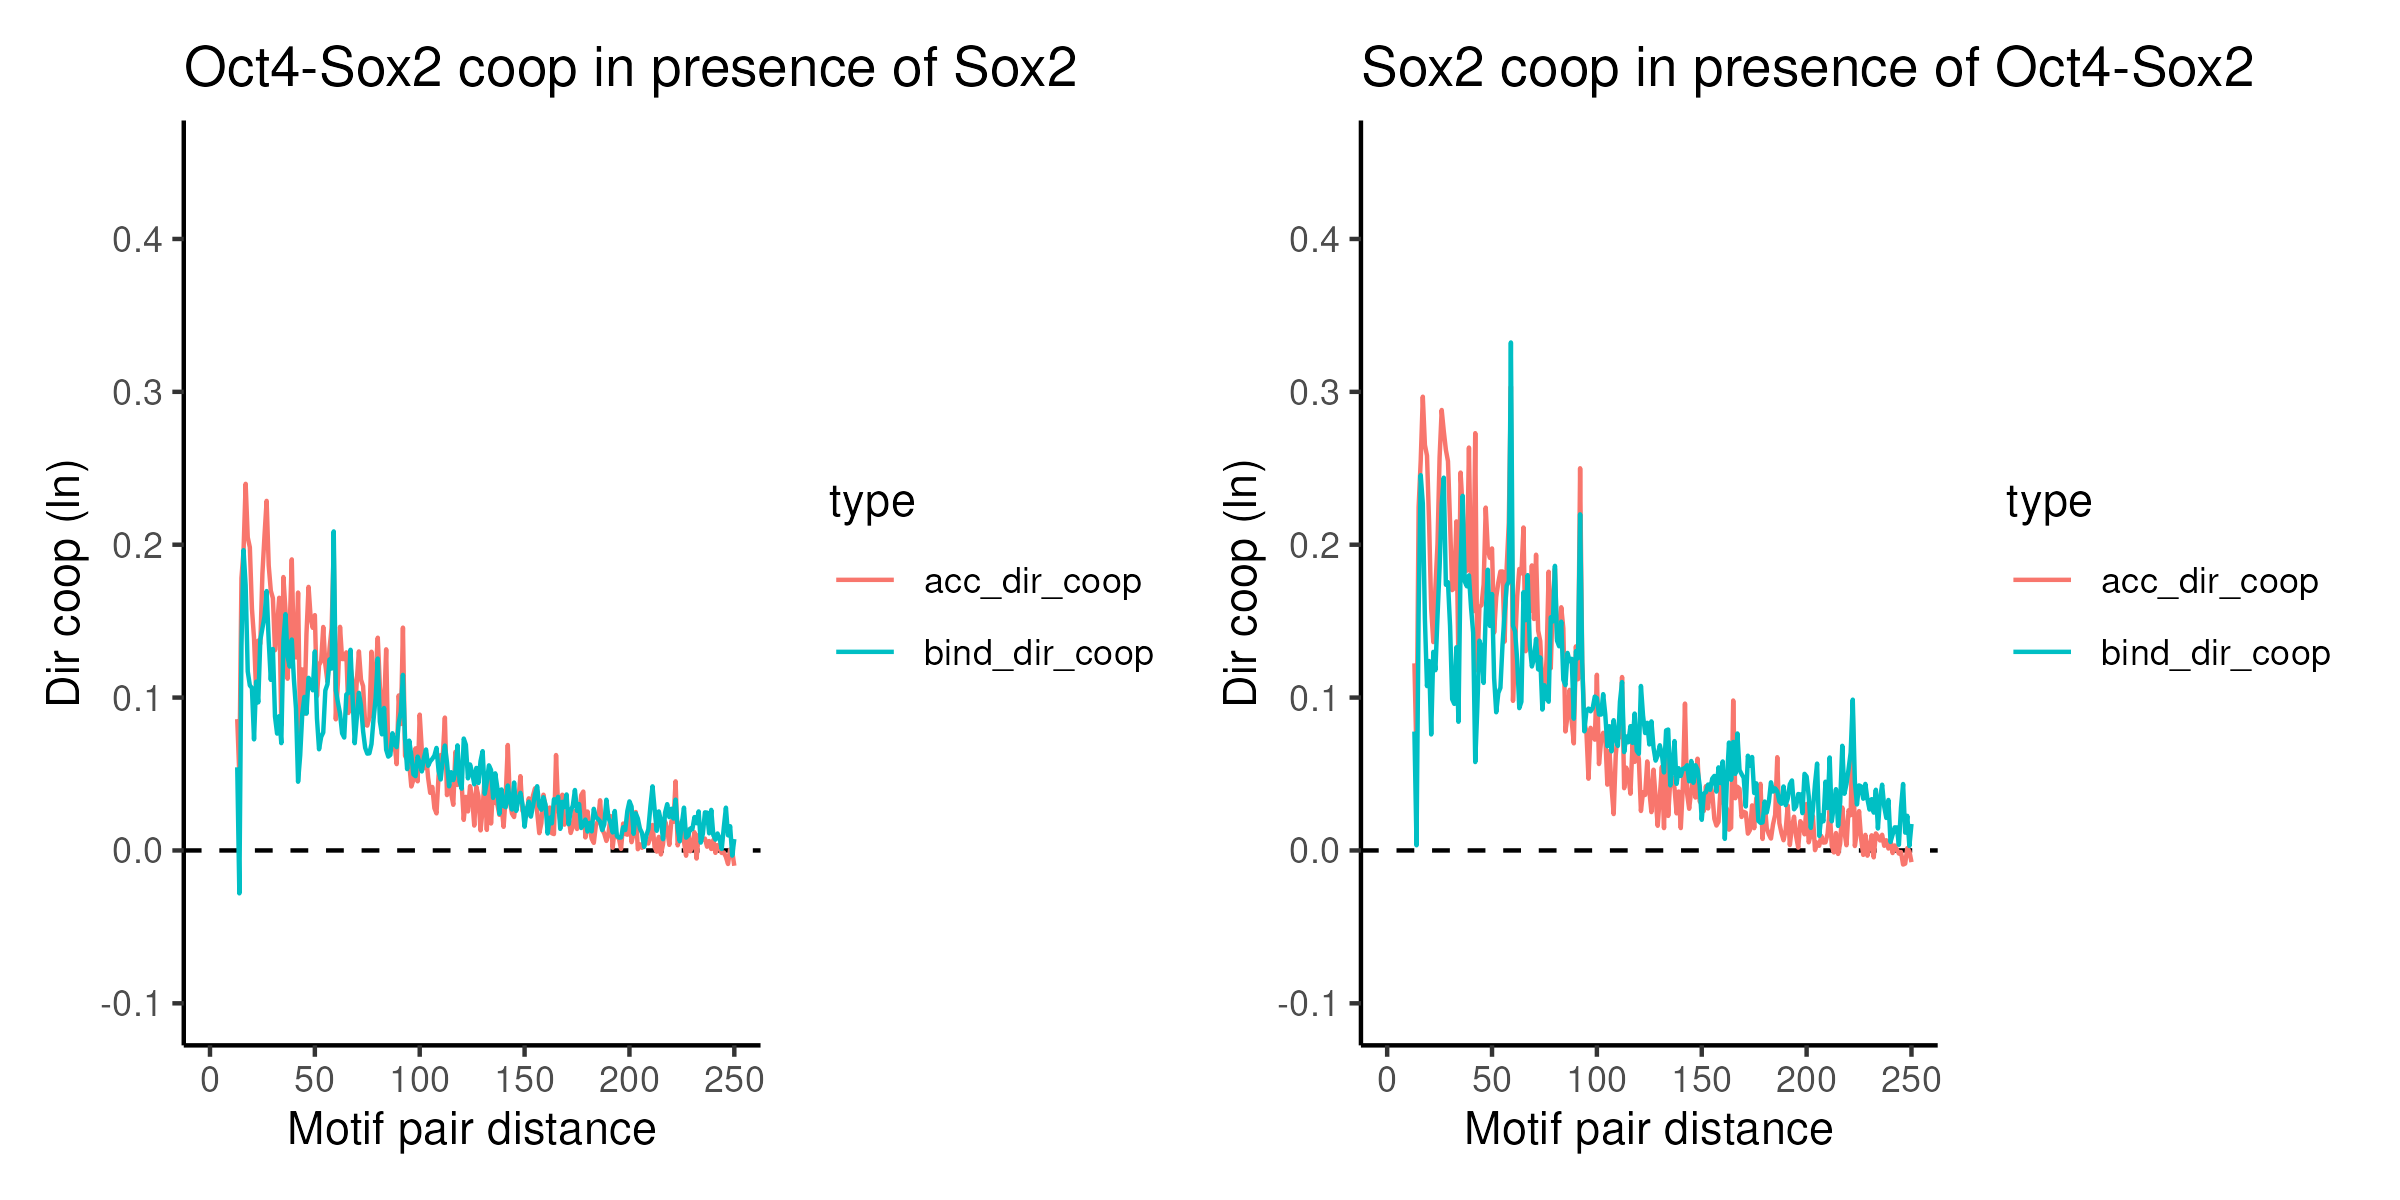 Oct4-Sox2 coop in presence of Sox2
Dir coop (ln)
0.4
0.3
0.2
0.1
0.0
-0.1
0 50 100 150 200 250
Motif pair distance
type
acc_dir_coop
bind_dir_coop
Sox2 coop in presence of Oct4-Sox2
Dir coop (ln)
0.4
0.3
0.2
0.1
0.0
-0.1
0 50 100 150 200 250
Motif pair distance
type
acc_dir_coop
bind_dir_coop